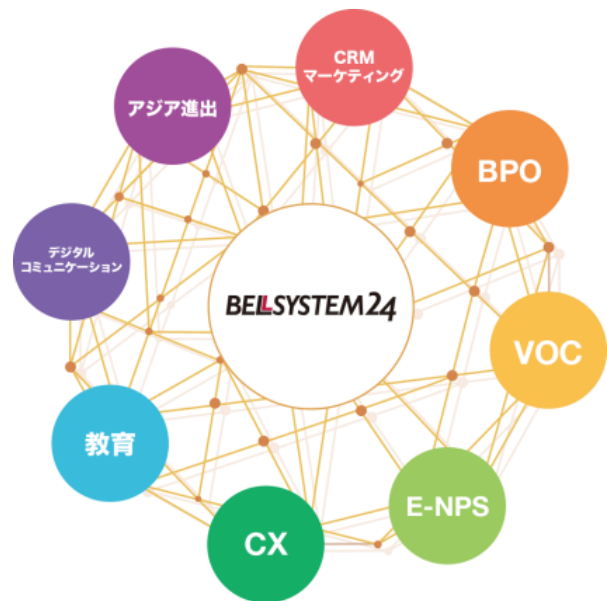 CRM
マーケティング
アジア進出
BPO
デジタル
コミュニケーション
BELLSYSTEM24
VOC
教育
E-NPS
CX